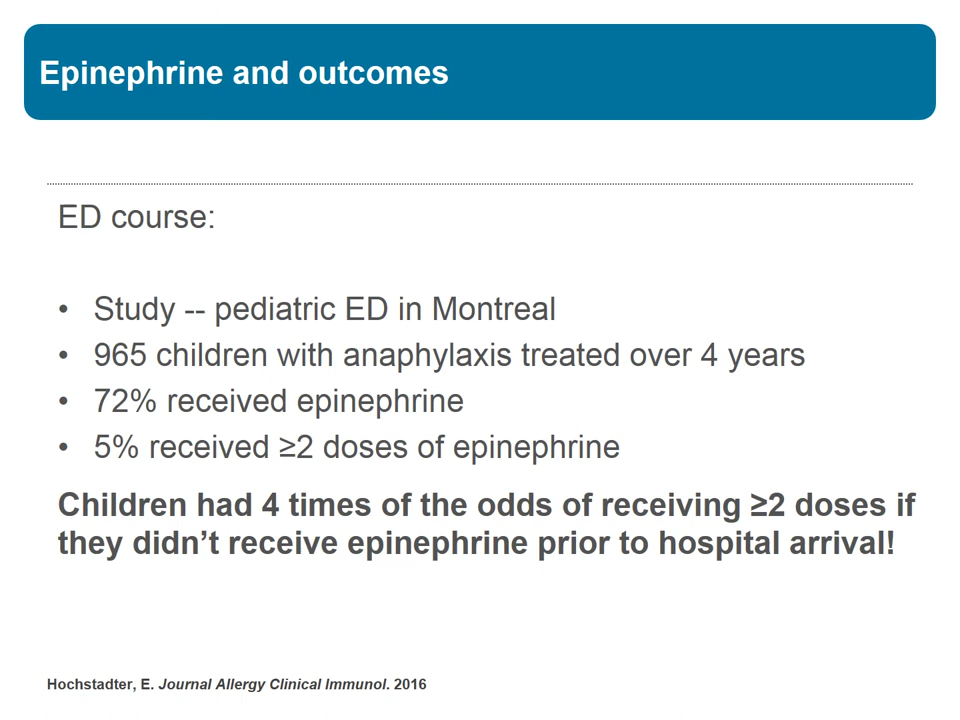 Epinephrine and outcomes
ED course:
• Study -- pediatric ED in Montreal
• 965 children with anaphylaxis treated over 4 years
• 72% received epinephrine
• 5% received ≥2 doses of epinephrine
Children had 4 times of the odds of receiving ≥2 doses if
they didn’t receive epinephrine prior to hospital arrival!
Hochstadter, E. Journal Allergy Clinical Immunol. 2016